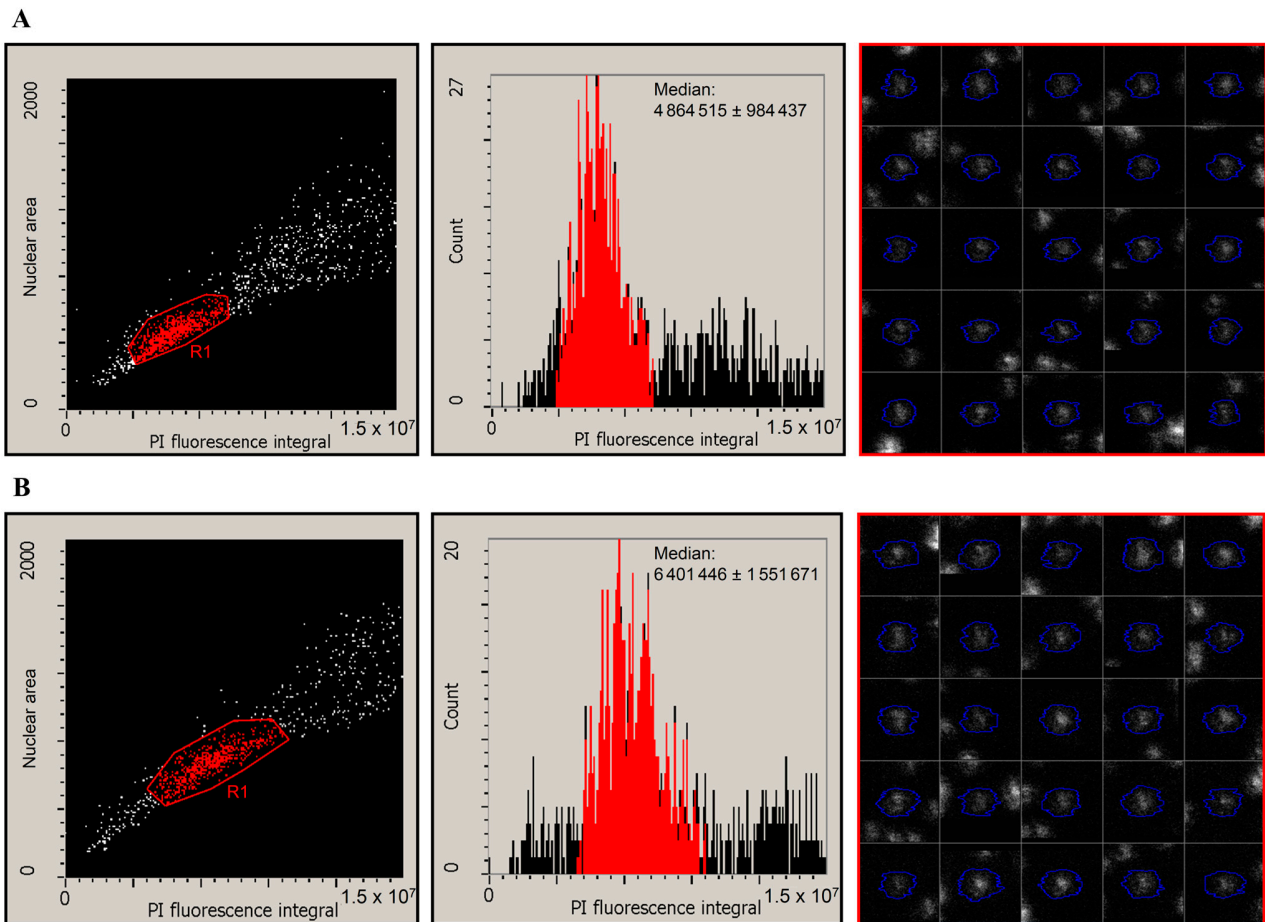 A
2000
Nuclear area
0
R1
0
1.5 x 10⁷
PI fluorescence integral
27
Count
0
Median:
4 864 515 ± 984 437
0
1.5 x 10⁷
PI fluorescence integral
B
2000
Nuclear area
0
R1
0
1.5 x 10⁷
PI fluorescence integral
20
Count
0
Median:
6 401 446 ± 1 551 671
0
1.5 x 10⁷
PI fluorescence integral